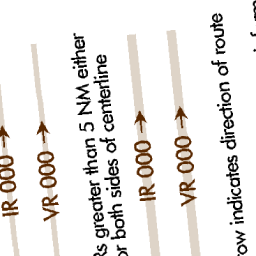 IR 000
VR 000
Rs greater than 5 NM either
or both sides of centerline
IR 000
VR 000
row indicates direction of route